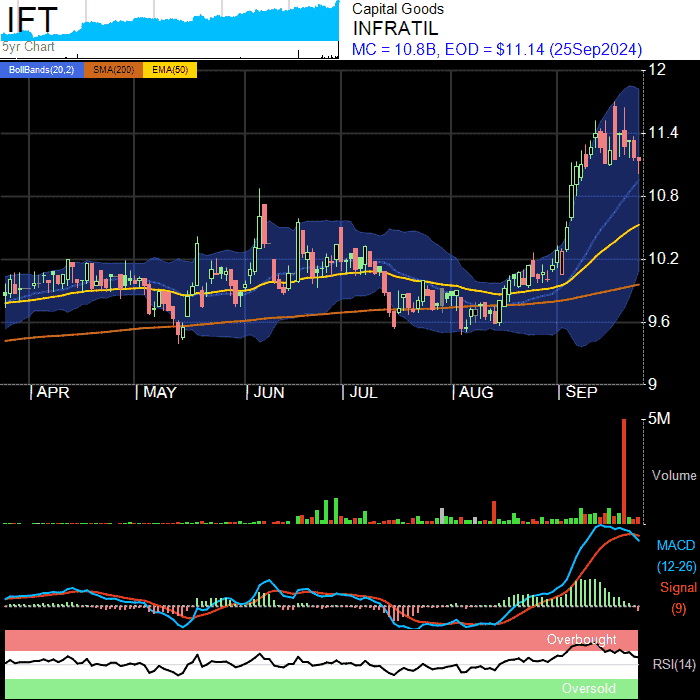 IFT
5yr Chart
Capital Goods
INFRATIL
MC = 10.8B, EOD = $11.14 (25Sep2024)
BollBands(20,2) SMA(200) EMA(50)
12
11.4
10.8
10.2
9.6
9
APR MAY JUN JUL AUG SEP
5M
Volume
MACD
(12-26)
Signal
(9)
Overbought
RSI(14)
Oversold